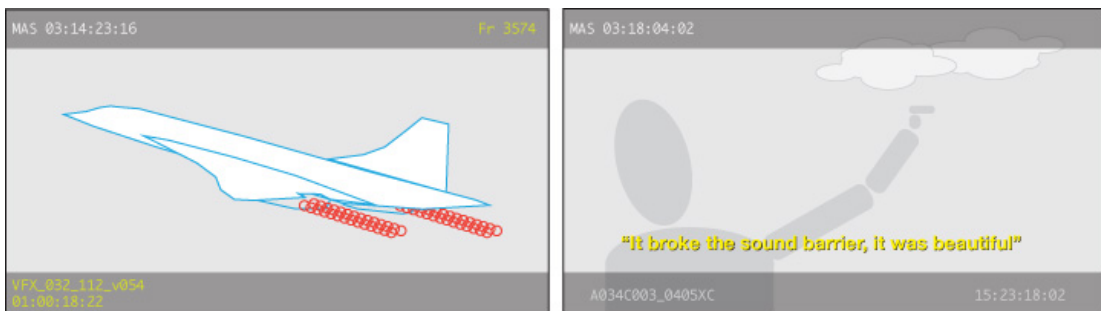 MAS 03:14:23:16
Fr 3574
VFX_032_112_v054
01:00:18:22
MAS 03:18:04:02
“It broke the sound barrier, it was beautiful”
A034C003_0405XC
15:23:18:02